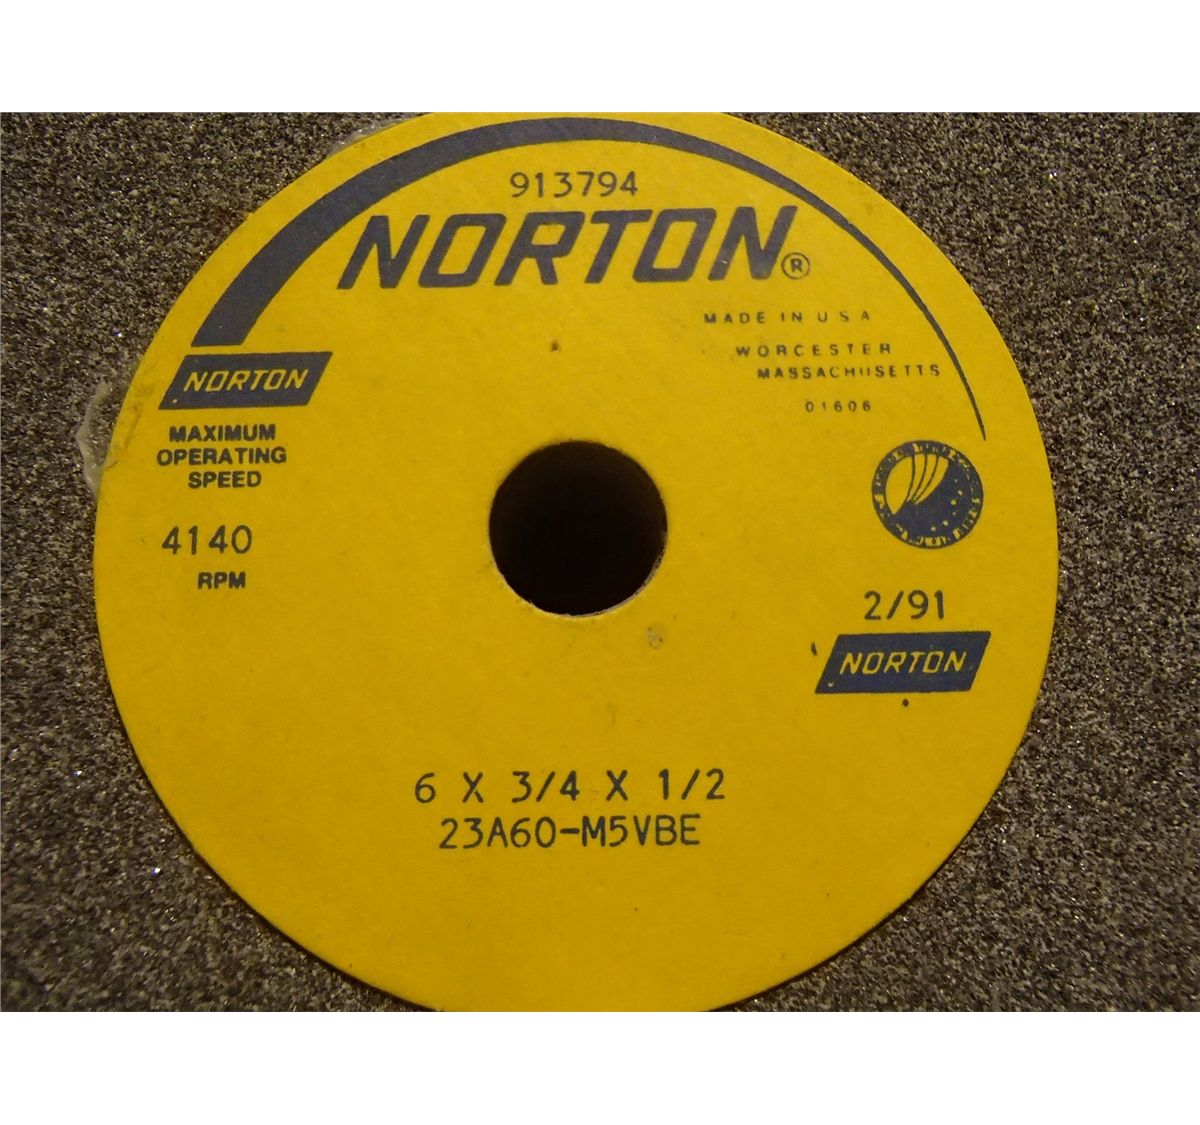 913794
NORTON®
MADE IN U S A
WORCESTER
MASSACHUSETTS
01606
NORTON
MAXIMUM
OPERATING
SPEED
4140
RPM
2/91
NORTON
6 X 3/4 X 1/2
23A60-M5VBE